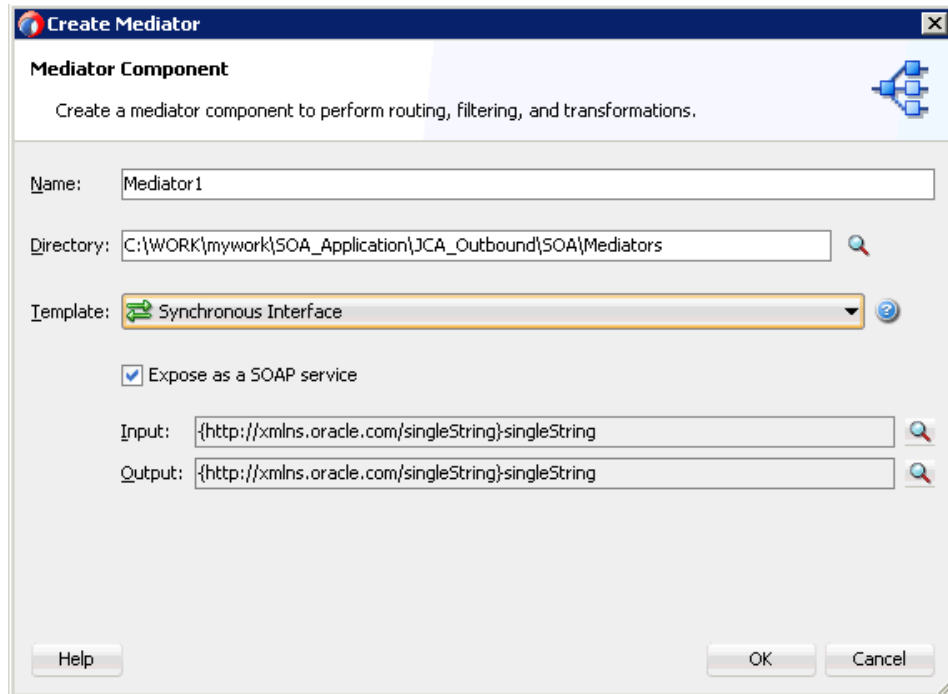 Create Mediator
Mediator Component
Create a mediator component to perform routing, filtering, and transformations.
Name: Mediator1
Directory: C:\WORK\mywork\SOA_Application\JCA_Outbound\SOA\Mediators
Template: Synchronous Interface
Expose as a SOAP service
Input: {http://xmlns.oracle.com/singleString}singleString
Output: {http://xmlns.oracle.com/singleString}singleString
Help OK Cancel